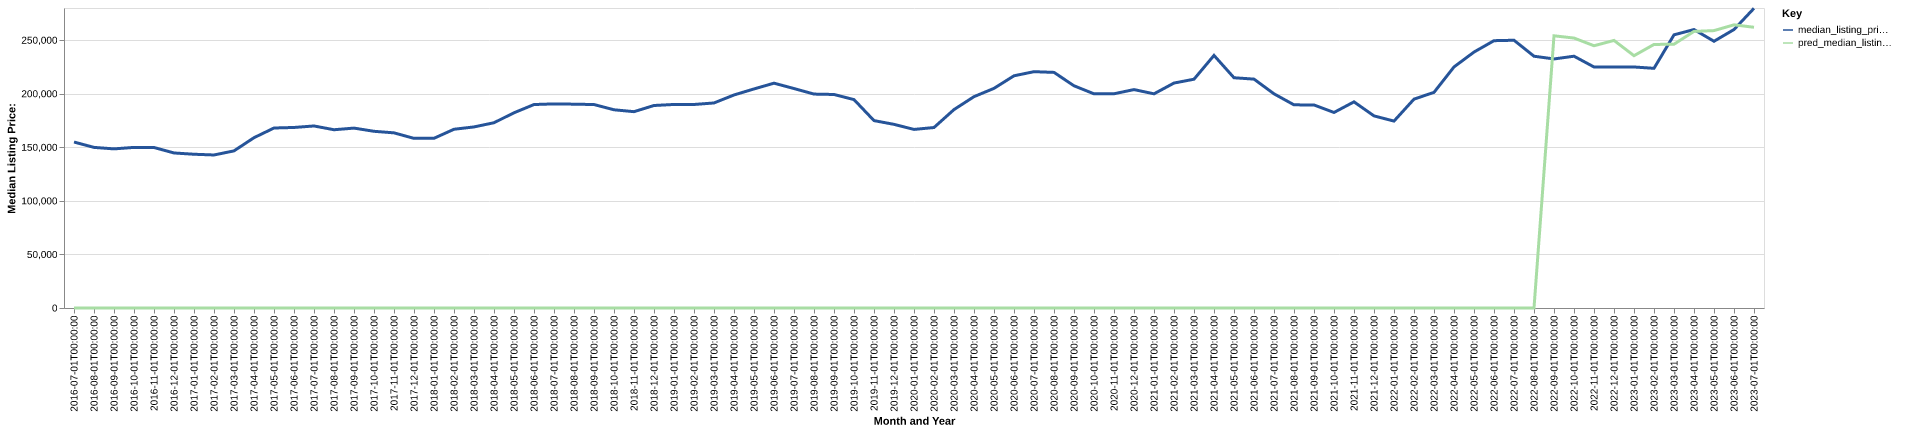 Key
median_listing_pri…
pred_median_listin…
Median Listing Price:
250,000
200,000
150,000
100,000
50,000
0
2016-07-01T00:00:00
2016-08-01T00:00:00
2016-09-01T00:00:00
2016-10-01T00:00:00
2016-11-01T00:00:00
2016-12-01T00:00:00
2017-01-01T00:00:00
2017-02-01T00:00:00
2017-03-01T00:00:00
2017-04-01T00:00:00
2017-05-01T00:00:00
2017-06-01T00:00:00
2017-07-01T00:00:00
2017-08-01T00:00:00
2017-09-01T00:00:00
2017-10-01T00:00:00
2017-11-01T00:00:00
2017-12-01T00:00:00
2018-01-01T00:00:00
2018-02-01T00:00:00
2018-03-01T00:00:00
2018-04-01T00:00:00
2018-05-01T00:00:00
2018-06-01T00:00:00
2018-07-01T00:00:00
2018-08-01T00:00:00
2018-09-01T00:00:00
2018-10-01T00:00:00
2018-11-01T00:00:00
2018-12-01T00:00:00
2019-01-01T00:00:00
2019-02-01T00:00:00
2019-03-01T00:00:00
2019-04-01T00:00:00
2019-05-01T00:00:00
2019-06-01T00:00:00
2019-07-01T00:00:00
2019-08-01T00:00:00
2019-09-01T00:00:00
2019-10-01T00:00:00
2019-11-01T00:00:00
2019-12-01T00:00:00
2020-01-01T00:00:00
2020-02-01T00:00:00
2020-03-01T00:00:00
2020-04-01T00:00:00
2020-05-01T00:00:00
2020-06-01T00:00:00
2020-07-01T00:00:00
2020-08-01T00:00:00
2020-09-01T00:00:00
2020-10-01T00:00:00
2020-11-01T00:00:00
2020-12-01T00:00:00
2021-01-01T00:00:00
2021-02-01T00:00:00
2021-03-01T00:00:00
2021-04-01T00:00:00
2021-05-01T00:00:00
2021-06-01T00:00:00
2021-07-01T00:00:00
2021-08-01T00:00:00
2021-09-01T00:00:00
2021-10-01T00:00:00
2021-11-01T00:00:00
2021-12-01T00:00:00
2022-01-01T00:00:00
2022-02-01T00:00:00
2022-03-01T00:00:00
2022-04-01T00:00:00
2022-05-01T00:00:00
2022-06-01T00:00:00
2022-07-01T00:00:00
2022-08-01T00:00:00
2022-09-01T00:00:00
2022-10-01T00:00:00
2022-11-01T00:00:00
2022-12-01T00:00:00
2023-01-01T00:00:00
2023-02-01T00:00:00
2023-03-01T00:00:00
2023-04-01T00:00:00
2023-05-01T00:00:00
2023-06-01T00:00:00
2023-07-01T00:00:00
Month and Year